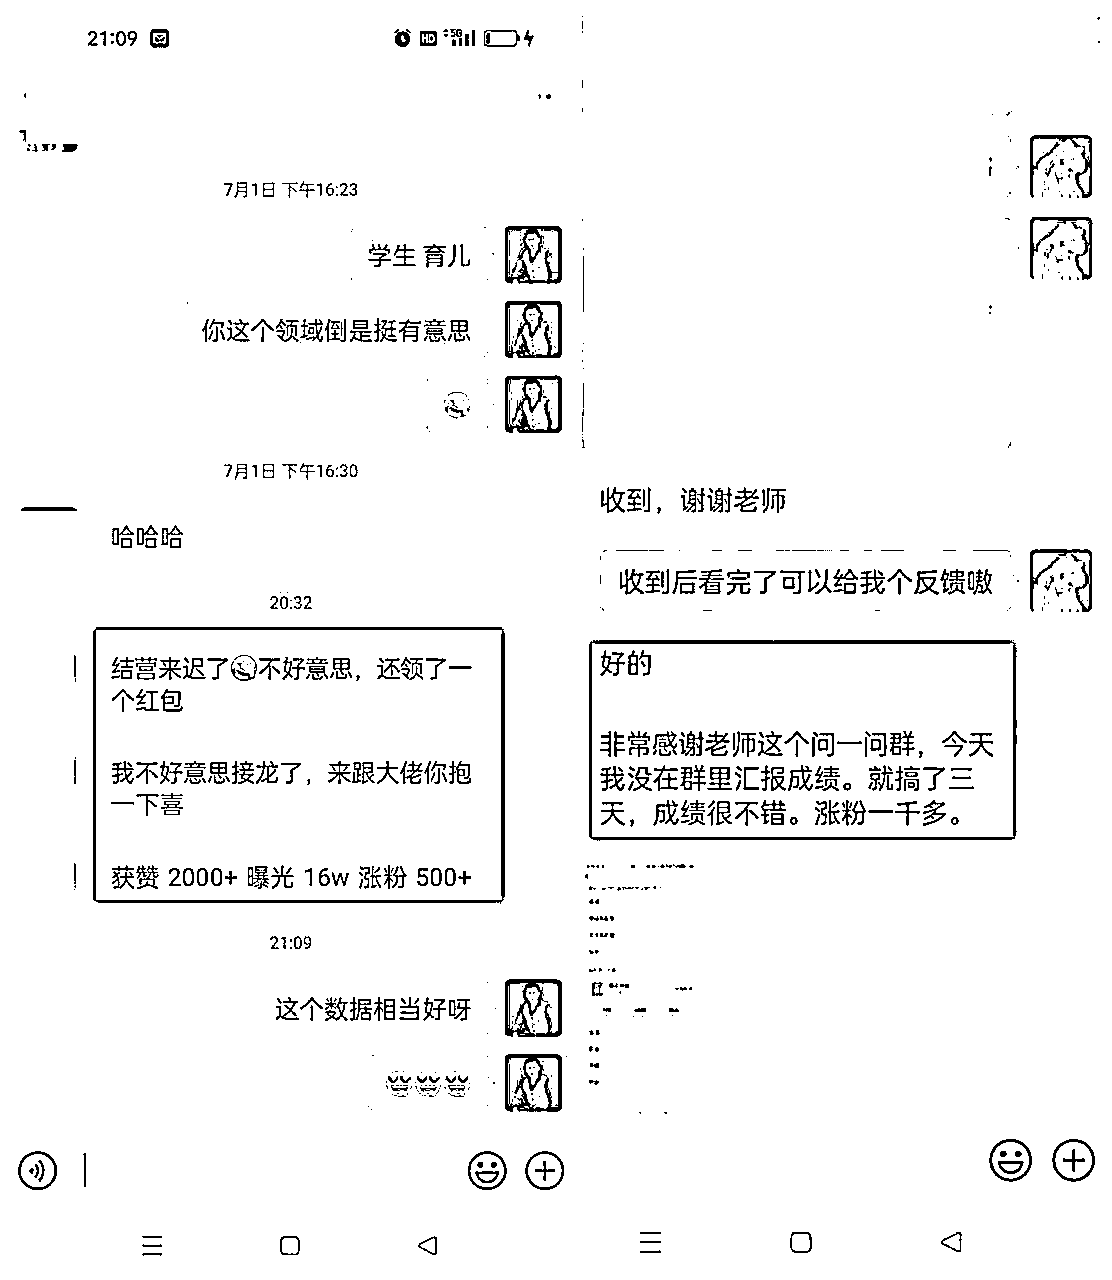 21:09
HD 5G
7月1日 下午16:23
学生 育儿
你这个领域倒是挺有意思
7月1日 下午16:30
哈哈哈
20:32
结营来迟了不好意思，还领了一
个红包
我不好意思接龙了，来跟大佬你抱
一下喜
获赞 2000+ 曝光 16w 涨粉 500+
21:09
这个数据相当好呀
收到，谢谢老师
收到后看完了可以给我个反馈嗷
好的
非常感谢老师这个问一问群，今天
我没在群里汇报成绩。就搞了三
天，成绩很不错。涨粉一千多。